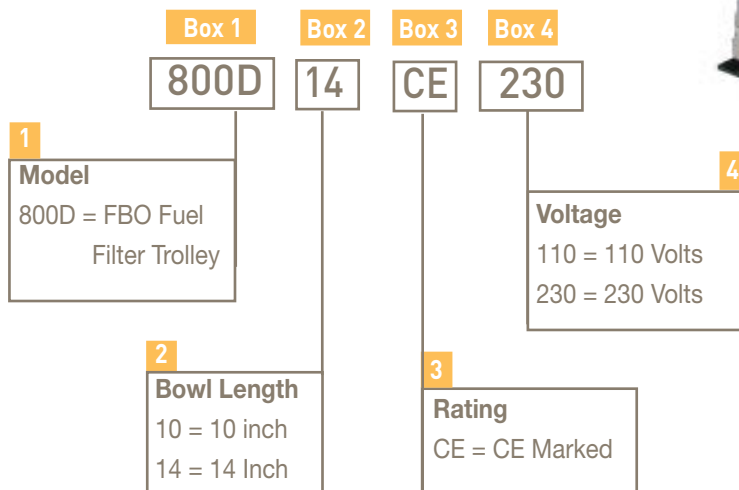 Box 1 Box 2 Box 3 Box 4
800D 14 CE 230
1
Model
800D = FBO Fuel
Filter Trolley
4
Voltage
110 = 110 Volts
230 = 230 Volts
2
Bowl Length
10 = 10 inch
14 = 14 Inch
3
Rating
CE = CE Marked